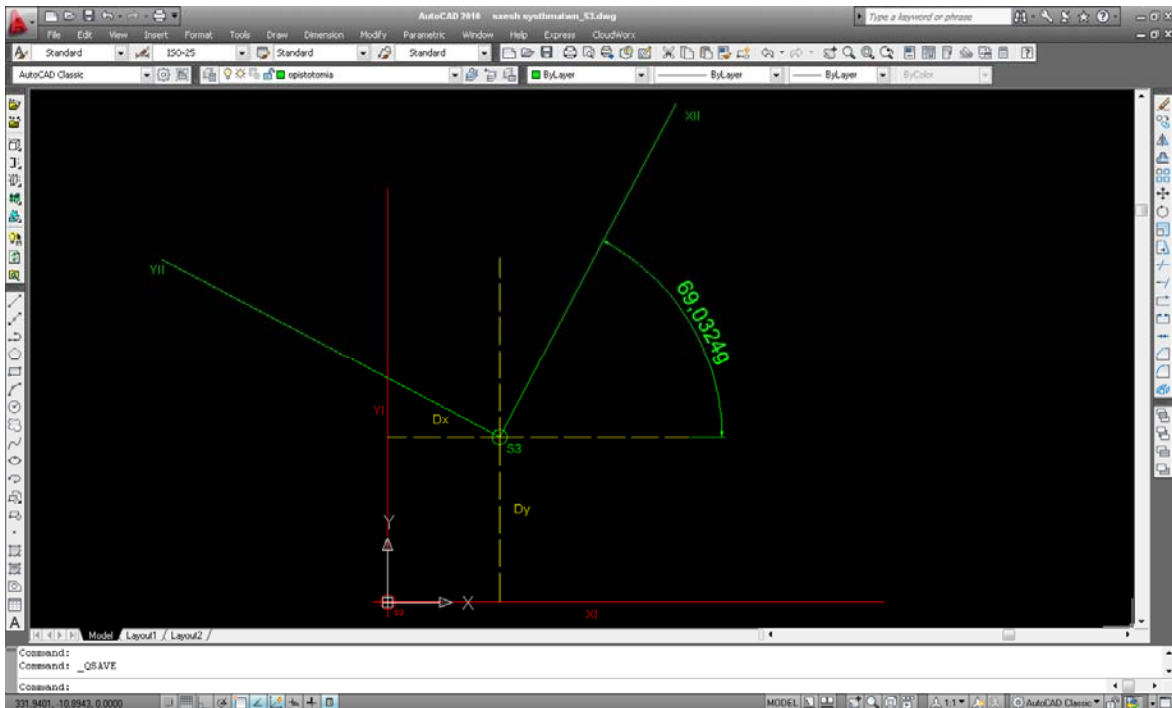 AutoCAD 2010 sxesh systhmatwn_S3.dwg
Type a keyword or phrase
File Edit View Insert Format Tools Draw Dimension Modify Parametric Window Help Express CloudWorx
Standard ISO-25 Standard Standard
AutoCAD Classic opistotomia ByLayer ByLayer ByLayer ByColor
XII
YII
69,0324g
YI
Dx
S3
Dy
Y
X
XI
Model Layout1 Layout2
Command:
Command: _QSAVE
Command:
331.9401, -10.8943, 0.0000 MODEL 1:1 AutoCAD Classic